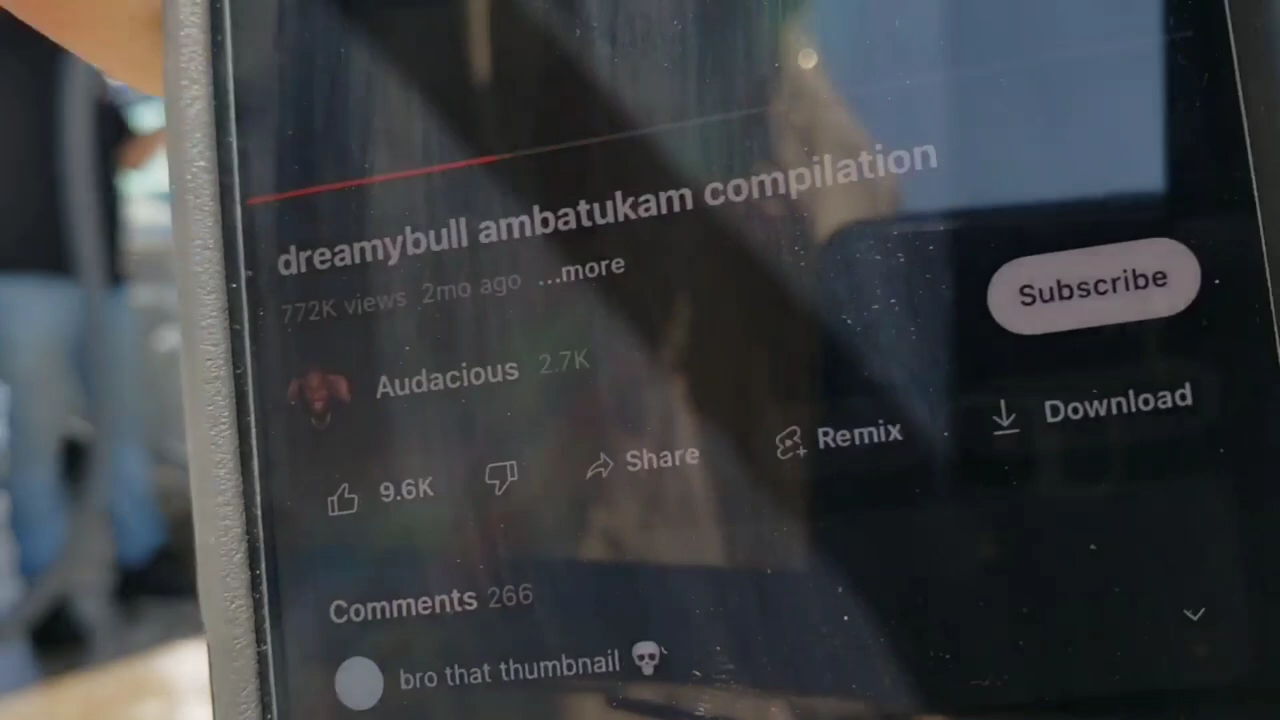 dreamybull ambatukam compilation
772K views 2mo ago ...more
Audacious 2.7K
Subscribe
9.6K
Share
Remix
Download
Comments 266
bro that thumbnail 💀